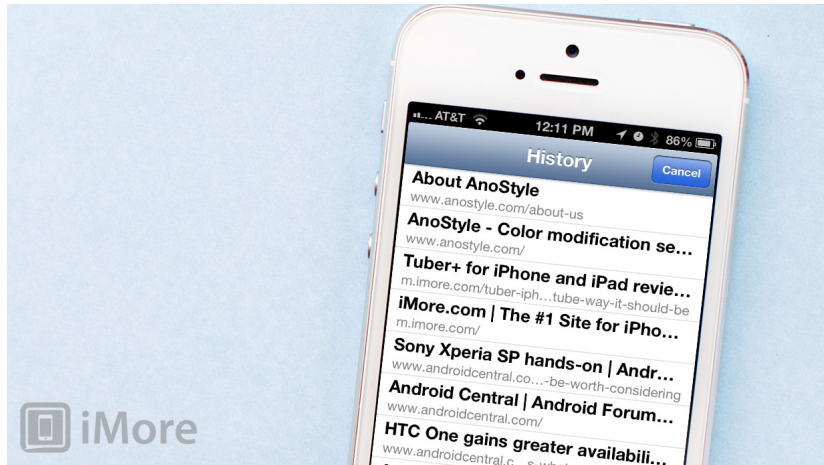 AT&T 12:11 PM 86%
History Cancel
About AnoStyle
www.anostyle.com/about-us
AnoStyle - Color modification se...
www.anostyle.com/
Tuber+ for iPhone and iPad revie...
m.imore.com/tuber-iph...tube-way-it-should-be
iMore.com | The #1 Site for iPho...
m.imore.com/
Sony Xperia SP hands-on | Andr...
www.androidcentral.co...-be-worth-considering
Android Central | Android Forum...
www.androidcentral.com/
HTC One gains greater availabili...
www.androidcentral.c...
iMore